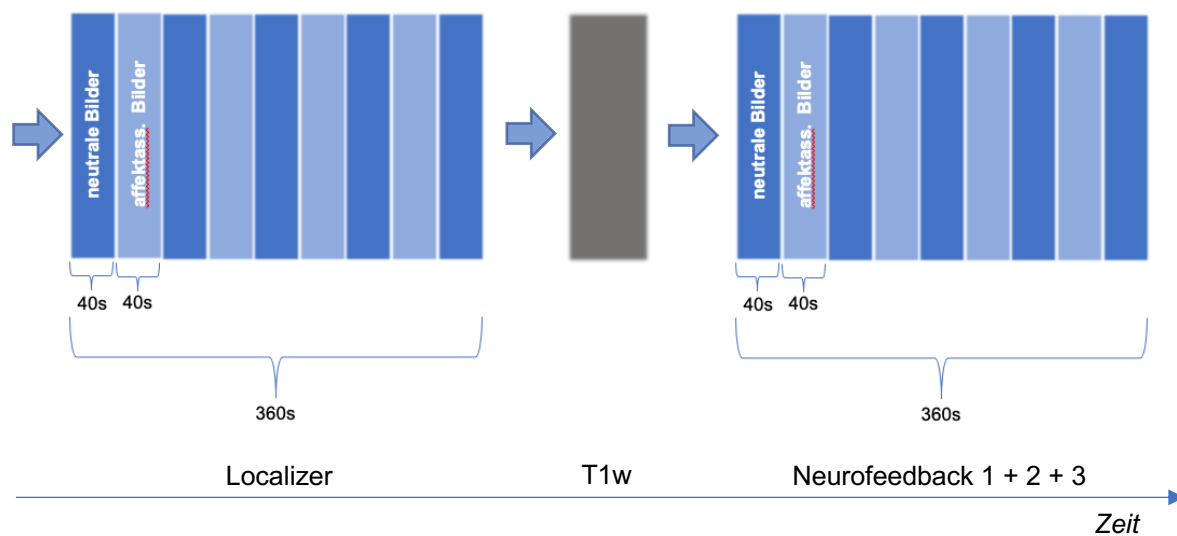 neutrale Bilder
affektass. Bilder
neutrale Bilder
affektass. Bilder
40s
40s
40s
40s
360s
360s
Localizer
T1w
Neurofeedback 1 + 2 + 3
Zeit